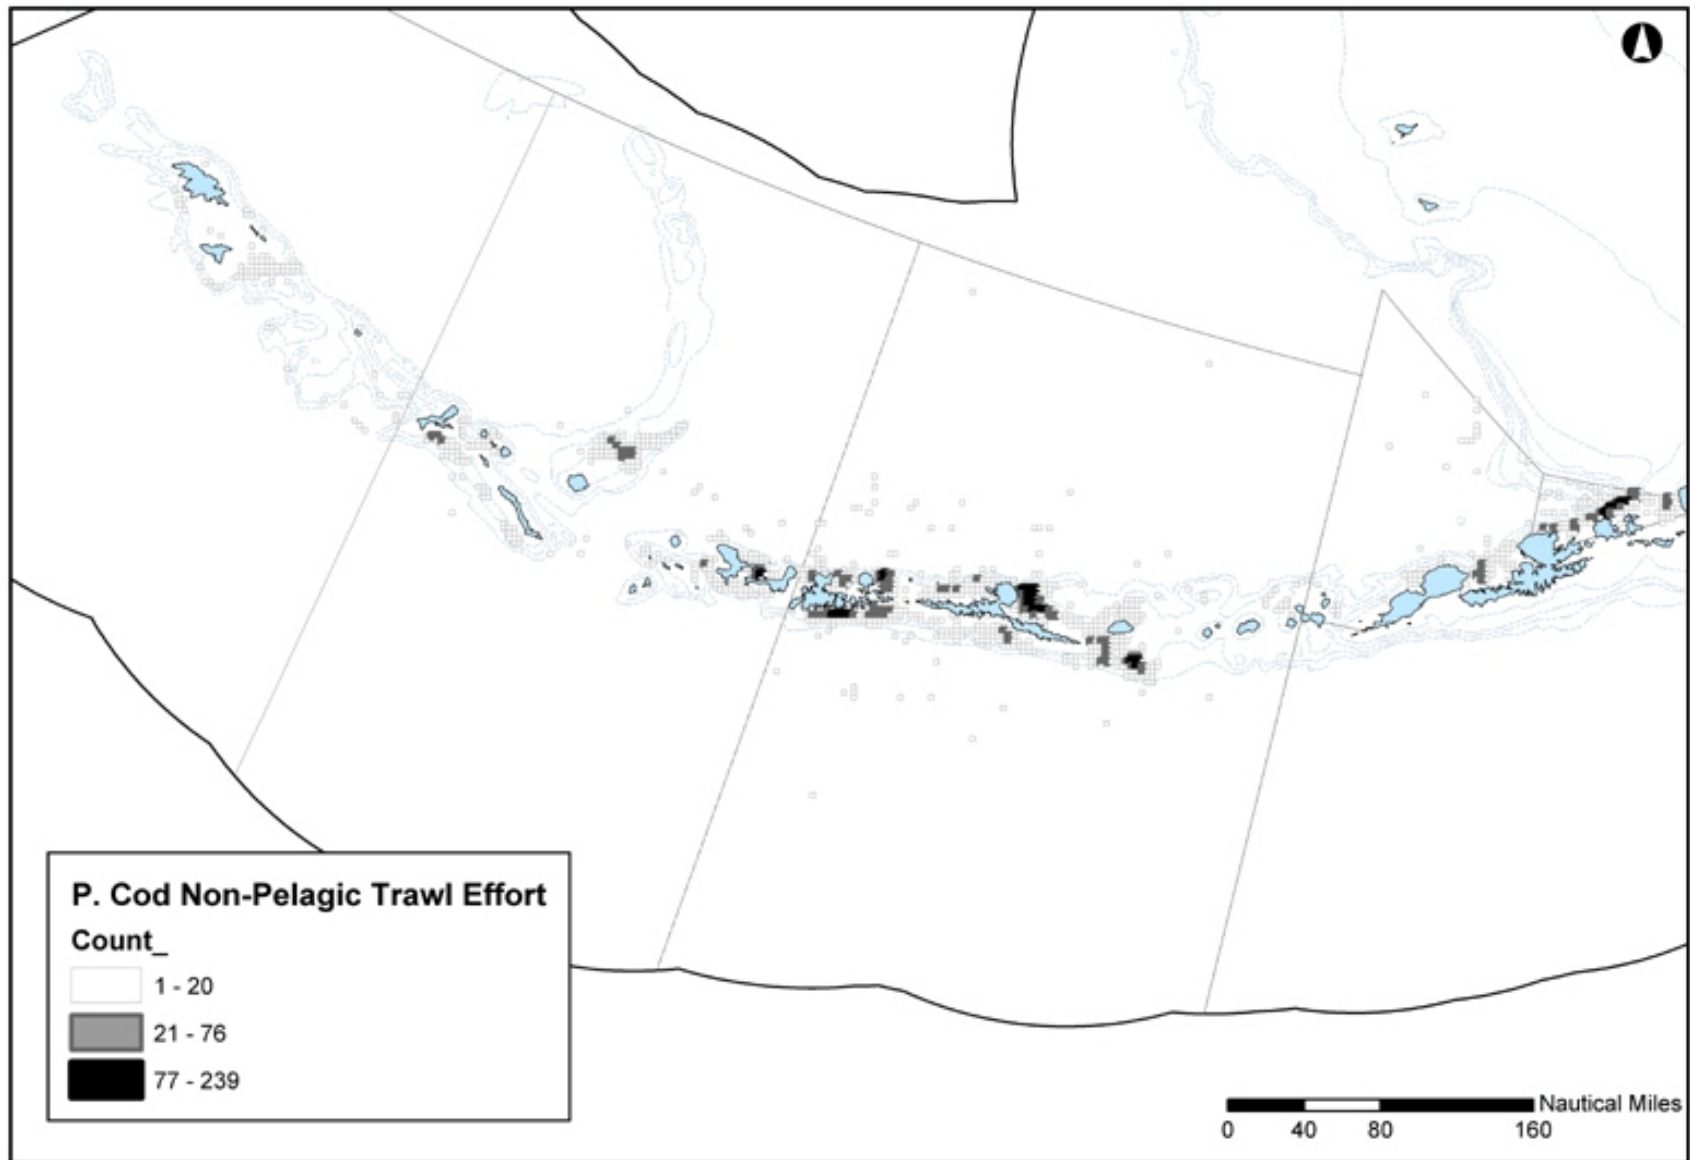 P. Cod Non-Pelagic Trawl Effort
Count_
1 - 20
21 - 76
77 - 239
Nautical Miles
0 40 80 160